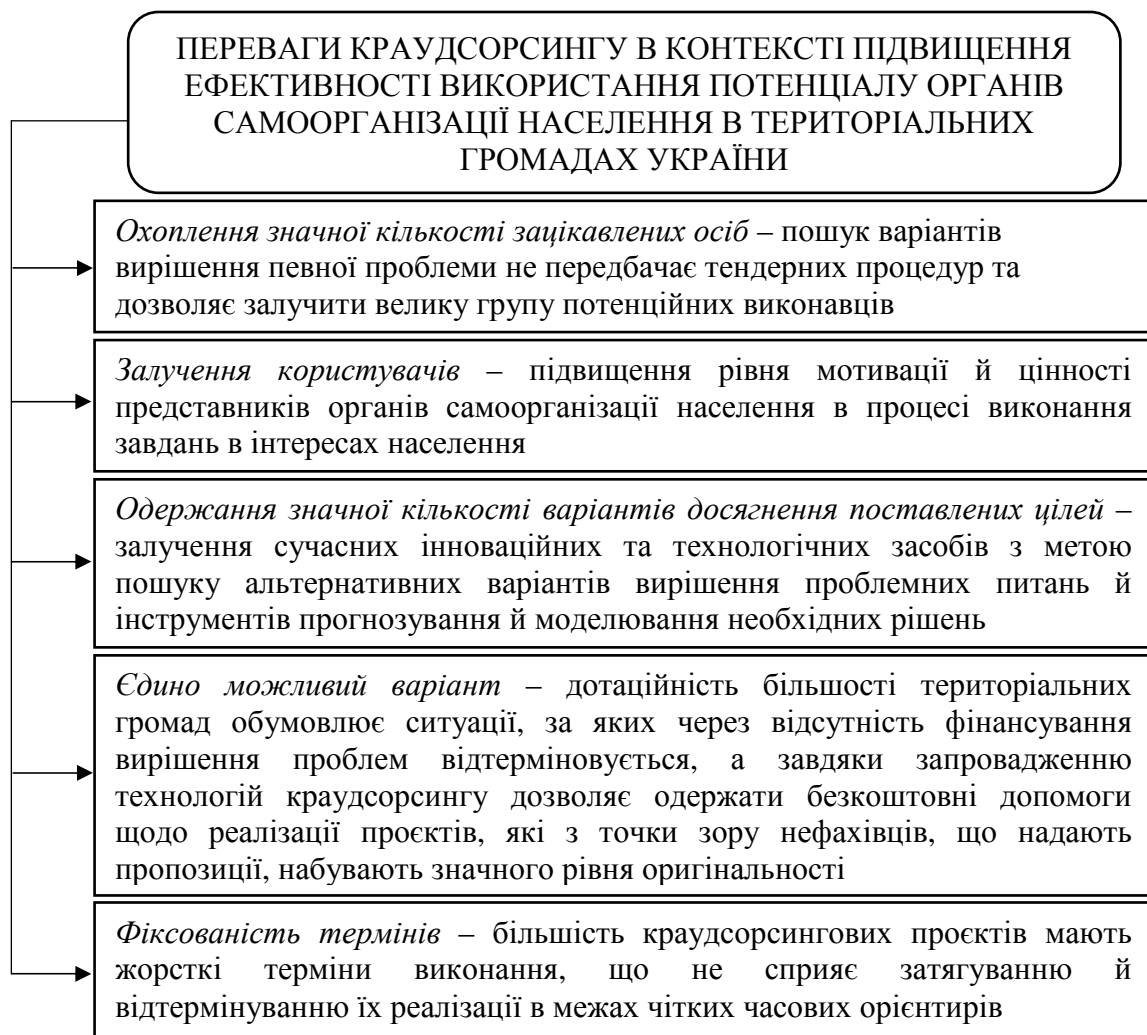 ПЕРЕВАГИ КРАУДСОРСИНГУ В КОНТЕКСТІ ПІДВИЩЕННЯ
ЕФЕКТИВНОСТІ ВИКОРИСТАННЯ ПОТЕНЦІАЛУ ОРГАНІВ
САМООРГАНІЗАЦІЇ НАСЕЛЕННЯ В ТЕРИТОРІАЛЬНИХ
ГРОМАДАХ УКРАЇНИ
Охоплення значної кількості зацікавлених осіб – пошук варіантів
вирішення певної проблеми не передбачає тендерних процедур та
дозволяє залучити велику групу потенційних виконавців
Залучення користувачів – підвищення рівня мотивації й цінності
представників органів самоорганізації населення в процесі виконання
завдань в інтересах населення
Одержання значної кількості варіантів досягнення поставлених цілей –
залучення сучасних інноваційних та технологічних засобів з метою
пошуку альтернативних варіантів вирішення проблемних питань й
інструментів прогнозування й моделювання необхідних рішень
Єдино можливий варіант – дотаційність більшості територіальних
громад обумовлює ситуації, за яких через відсутність фінансування
вирішення проблем відтерміновується, а завдяки запровадженню
технологій краудсорсингу дозволяє одержати безкоштовні допомоги
щодо реалізації проєктів, які з точки зору нефахівців, що надають
пропозиції, набувають значного рівня оригінальності
Фіксованість термінів – більшість краудсорсингових проєктів мають
жорсткі терміни виконання, що не сприяє затягуванню й
відтермінуванню їх реалізації в межах чітких часових орієнтирів